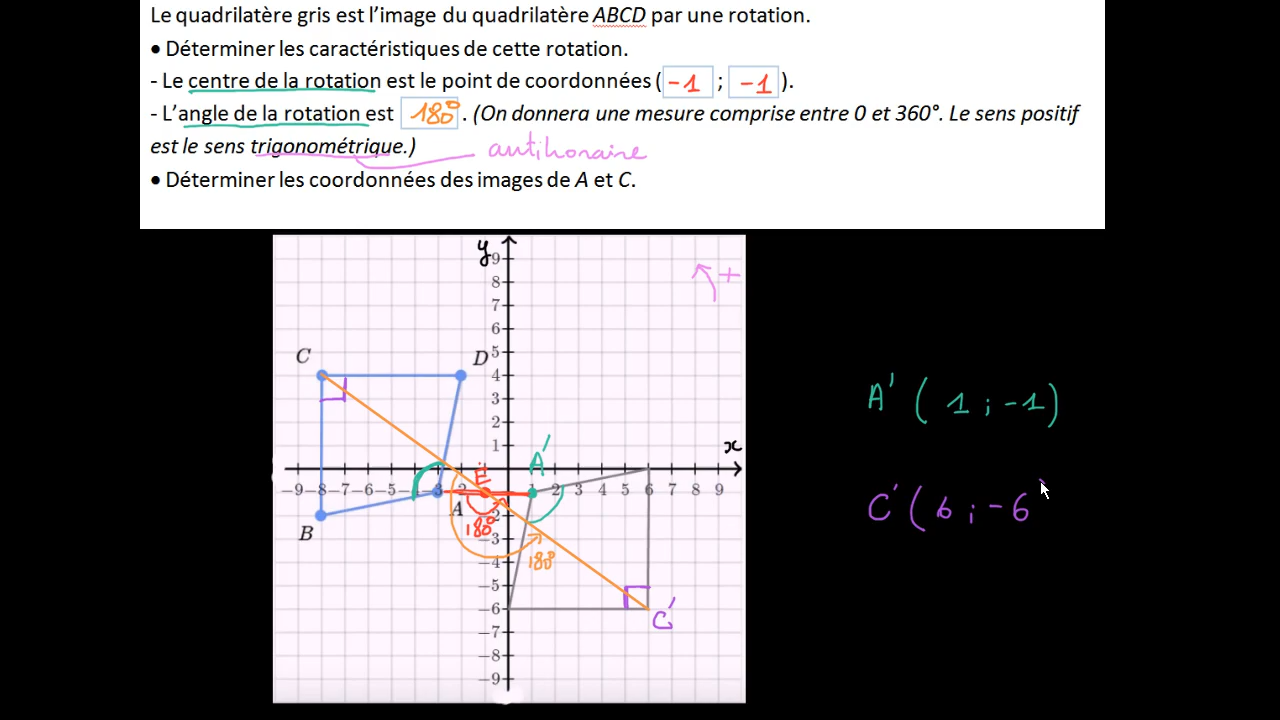 Le quadrilatère gris est l’image du quadrilatère ABCD par une rotation.
• Déterminer les caractéristiques de cette rotation.
- Le centre de la rotation est le point de coordonnées ( -1 ; -1 ).
- L’angle de la rotation est 180° . (On donnera une mesure comprise entre 0 et 360°. Le sens positif
est le sens trigonométrique.) antihoraire
• Déterminer les coordonnées des images de A et C.
y
+
9
8
7
6
5
4
3
2
1
C
D
x
E
A'
-9 -8 -7 -6 -5 -4 -3 -2 2 3 4 5 6 7 8 9
A
B
180°
180°
-2
-3
-4
-5
-6
-7
-8
-9
C'
A' ( 1 ; -1)
C' ( 6 ; -6 )